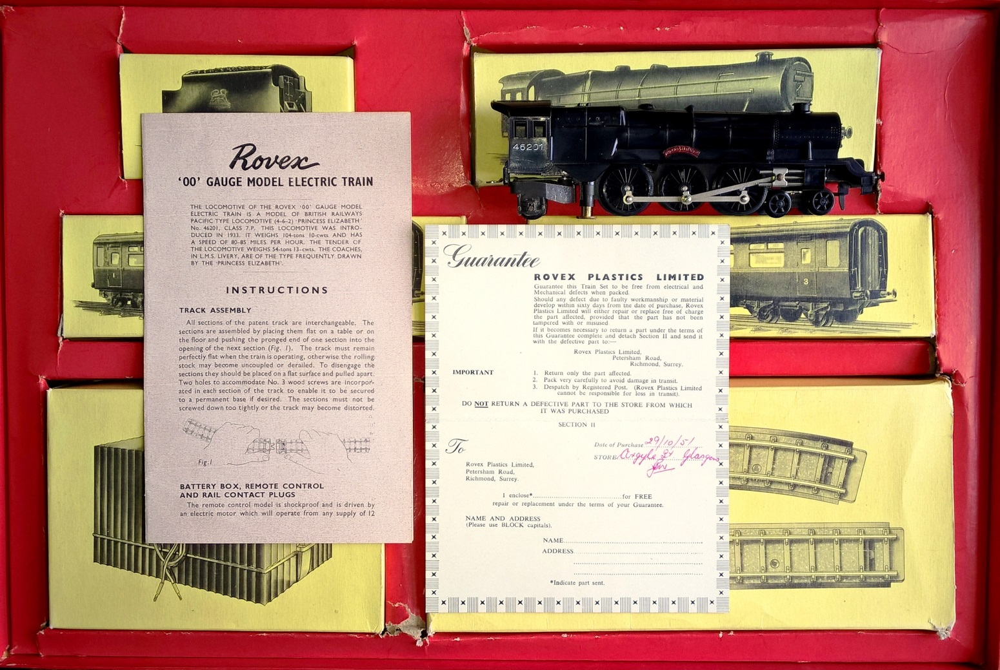 Rovex
'OO' GAUGE MODEL ELECTRIC TRAIN
THE LOCOMOTIVE OF THE ROVEX 'OO' GAUGE MODEL
ELECTRIC TRAIN IS A MODEL OF BRITISH RAILWAYS
PACIFIC TYPE LOCOMOTIVE (4-6-2) 'PRINCESS ELIZABETH'
No. 46201, CLASS 7.P. THIS LOCOMOTIVE WAS INTRO-
DUCED IN 1933. IT WEIGHS 104-tons 10-cwts AND HAS
A SPEED OF 80-85 MILES PER HOUR. THE TENDER OF
THE LOCOMOTIVE WEIGHS 54-tons 13-cwts. THE COACHES,
IN L.M.S. LIVERY, ARE OF THE TYPE FREQUENTLY DRAWN
BY THE 'PRINCESS ELIZABETH'.
INSTRUCTIONS
TRACK ASSEMBLY
All sections of the patent track are interchangeable. The
sections are assembled by placing them flat on a table or on
the floor and pushing the pronged end of one section into the
opening of the next section (Fig. 1). The track must remain
perfectly flat when the train is operating, otherwise the rolling
stock may become uncoupled or derailed. To disengage the
sections they should be placed on a flat surface and pulled apart.
Two holes to accommodate No. 3 wood screws are incorpor-
ated in each section of the track to enable it to be secured
to a permanent base if desired. The sections must not be
screwed down too tightly or the track may become distorted.
Fig. 1
BATTERY BOX, REMOTE CONTROL
AND RAIL CONTACT PLUGS
The remote control model is shockproof and is driven by
an electric motor which will operate from any supply of 12
46201
3
Guarantee
ROVEX PLASTICS LIMITED
Guarantee this Train Set to be free from electrical and
Mechanical defects when packed.
Should any defect due to faulty workmanship or material
develop within sixty days from the date of purchase, Rovex
Plastics Limited will either repair or replace free of charge
the part affected, provided that the part has not been
tampered with or misused
If it becomes necessary to return a part under the terms of
this Guarantee complete and detach Section II and send it
with the defective part to:—
Rovex Plastics Limited,
Petersham Road,
Richmond, Surrey.
IMPORTANT
1. Return only the part affected.
2. Pack very carefully to avoid damage in transit.
3. Despatch by Registered Post. (Rovex Plastics Limited
cannot be responsible for loss in transit).
DO NOT RETURN A DEFECTIVE PART TO THE STORE FROM WHICH
IT WAS PURCHASED
SECTION II
To
Date of Purchase 29/10/51
STORE Argyle St Glasgow
Rovex Plastics Limited,
Petersham Road,
Richmond, Surrey.
I enclose* for FREE
repair or replacement under the terms of your Guarantee.
NAME AND ADDRESS
(Please use BLOCK capitals).
NAME
ADDRESS
*Indicate part sent.